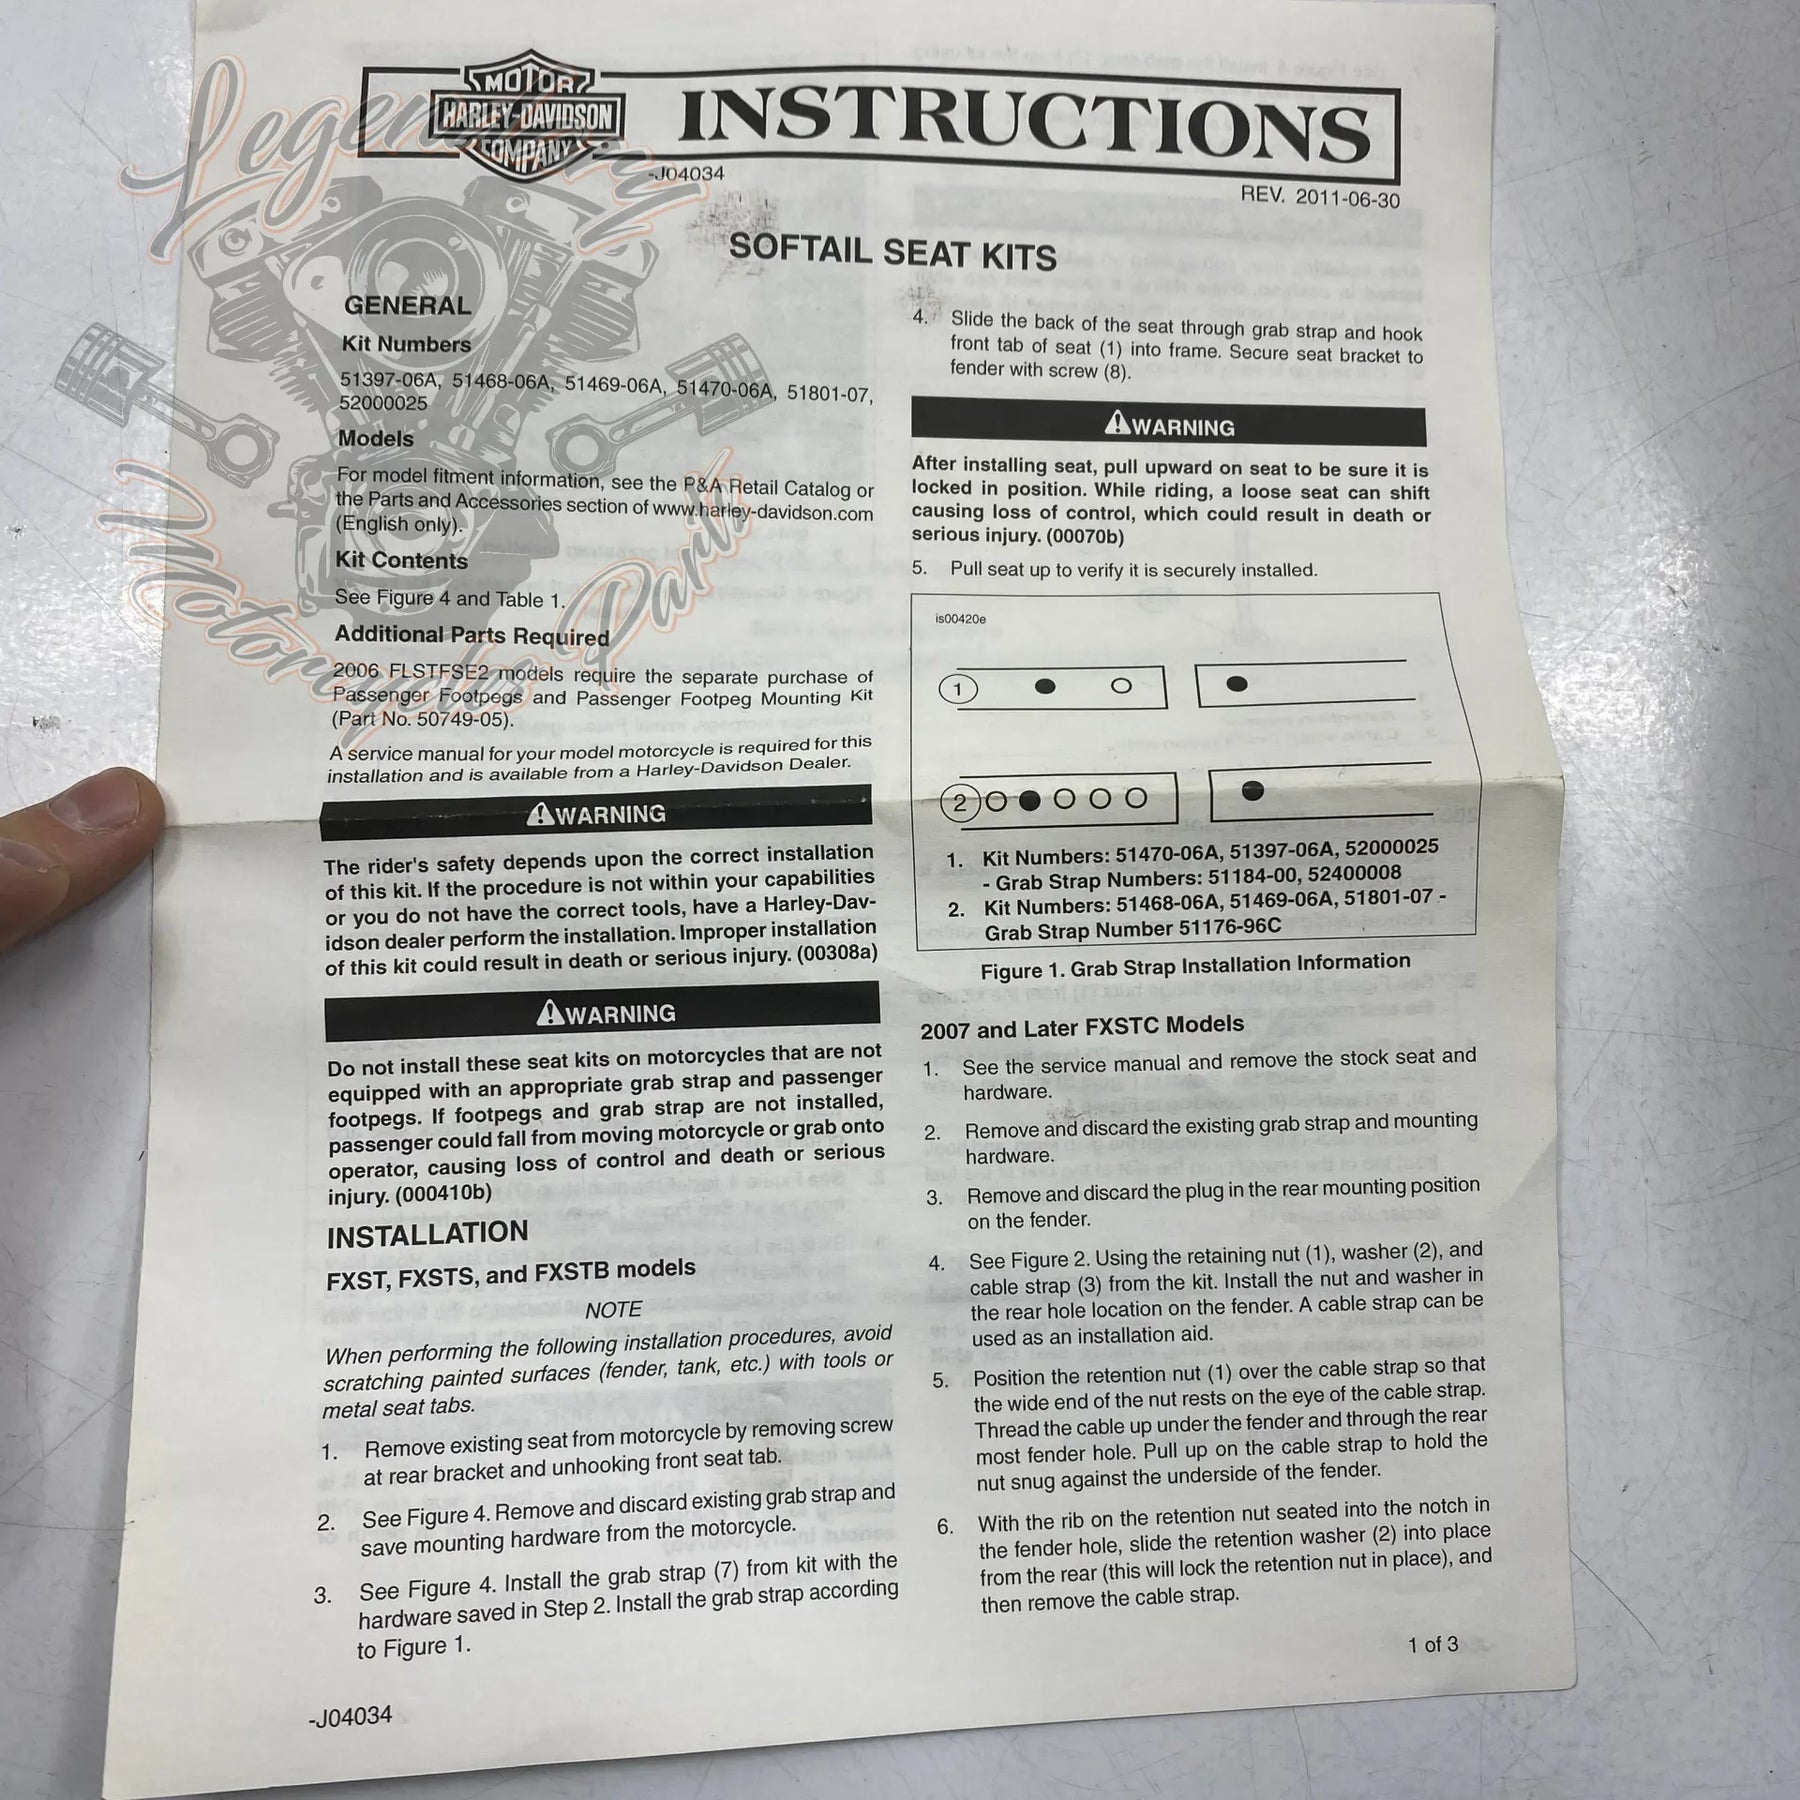 MOTOR
HARLEY-DAVIDSON
COMPANY
INSTRUCTIONS
-J04034
REV. 2011-06-30
Legendary
Motorcycles Parts
SOFTAIL SEAT KITS
GENERAL
Kit Numbers
51397-06A, 51468-06A, 51469-06A, 51470-06A, 51801-07,
52000025
Models
For model fitment information, see the P&A Retail Catalog or
the Parts and Accessories section of www.harley-davidson.com
(English only).
Kit Contents
See Figure 4 and Table 1.
Additional Parts Required
2006 FLSTFSE2 models require the separate purchase of
Passenger Footpegs and Passenger Footpeg Mounting Kit
(Part No. 50749-05).
A service manual for your model motorcycle is required for this
installation and is available from a Harley-Davidson Dealer.
WARNING
The rider's safety depends upon the correct installation
of this kit. If the procedure is not within your capabilities
or you do not have the correct tools, have a Harley-Dav-
idson dealer perform the installation. Improper installation
of this kit could result in death or serious injury. (00308a)
WARNING
Do not install these seat kits on motorcycles that are not
equipped with an appropriate grab strap and passenger
footpegs. If footpegs and grab strap are not installed,
passenger could fall from moving motorcycle or grab onto
operator, causing loss of control and death or serious
injury. (000410b)
INSTALLATION
FXST, FXSTS, and FXSTB models
NOTE
When performing the following installation procedures, avoid
scratching painted surfaces (fender, tank, etc.) with tools or
metal seat tabs.
1. Remove existing seat from motorcycle by removing screw
at rear bracket and unhooking front seat tab.
2. See Figure 4. Remove and discard existing grab strap and
save mounting hardware from the motorcycle.
3. See Figure 4. Install the grab strap (7) from kit with the
hardware saved in Step 2. Install the grab strap according
to Figure 1.
4. Slide the back of the seat through grab strap and hook
front tab of seat (1) into frame. Secure seat bracket to
fender with screw (8).
WARNING
After installing seat, pull upward on seat to be sure it is
locked in position. While riding, a loose seat can shift
causing loss of control, which could result in death or
serious injury. (00070b)
5. Pull seat up to verify it is securely installed.
is00420e
1
2
1. Kit Numbers: 51470-06A, 51397-06A, 52000025
- Grab Strap Numbers: 51184-00, 52400008
2. Kit Numbers: 51468-06A, 51469-06A, 51801-07 -
Grab Strap Number 51176-96C
Figure 1. Grab Strap Installation Information
2007 and Later FXSTC Models
1. See the service manual and remove the stock seat and
hardware.
2. Remove and discard the existing grab strap and mounting
hardware.
3. Remove and discard the plug in the rear mounting position
on the fender.
4. See Figure 2. Using the retaining nut (1), washer (2), and
cable strap (3) from the kit. Install the nut and washer in
the rear hole location on the fender. A cable strap can be
used as an installation aid.
5. Position the retention nut (1) over the cable strap so that
the wide end of the nut rests on the eye of the cable strap.
Thread the cable up under the fender and through the rear
most fender hole. Pull up on the cable strap to hold the
nut snug against the underside of the fender.
6. With the rib on the retention nut seated into the notch in
the fender hole, slide the retention washer (2) into place
from the rear (this will lock the retention nut in place), and
then remove the cable strap.
1 of 3
-J04034